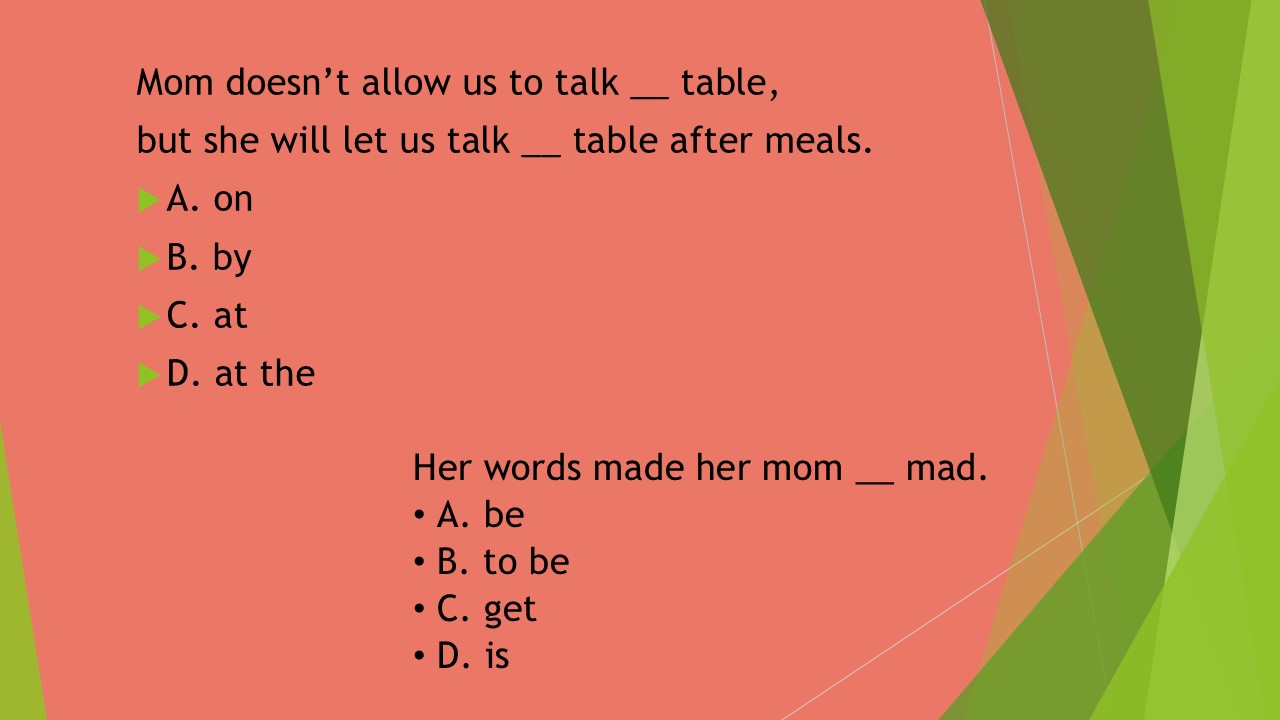 Mom doesn’t allow us to talk __ table,
but she will let us talk __ table after meals.
A. on
B. by
C. at
D. at the
Her words made her mom __ mad.
• A. be
• B. to be
• C. get
• D. is